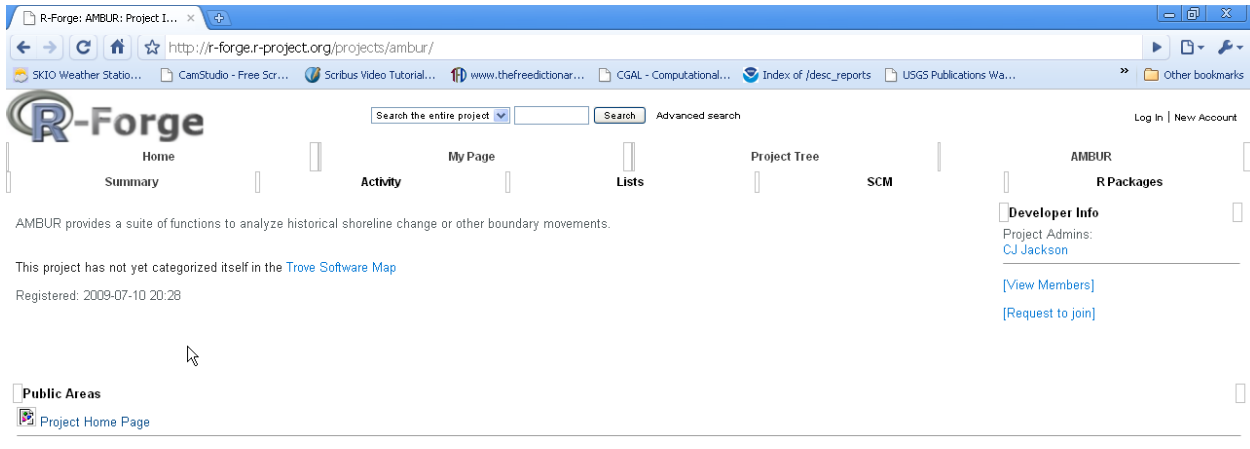 R-Forge: AMBUR: Project I...
http://r-forge.r-project.org/projects/ambur/
SKIO Weather Statio... CamStudio - Free Scr... Scribus Video Tutorial... www.thefreedictionar... CGAL - Computational... Index of /desc_reports USGS Publications Wa... » Other bookmarks
R-Forge
Search the entire project Search Advanced search Log In | New Account
Home My Page Project Tree AMBUR
Summary Activity Lists SCM R Packages
AMBUR provides a suite of functions to analyze historical shoreline change or other boundary movements.
This project has not yet categorized itself in the Trove Software Map
Registered: 2009-07-10 20:28
Developer Info
Project Admins:
CJ Jackson
[View Members]
[Request to join]
Public Areas
Project Home Page